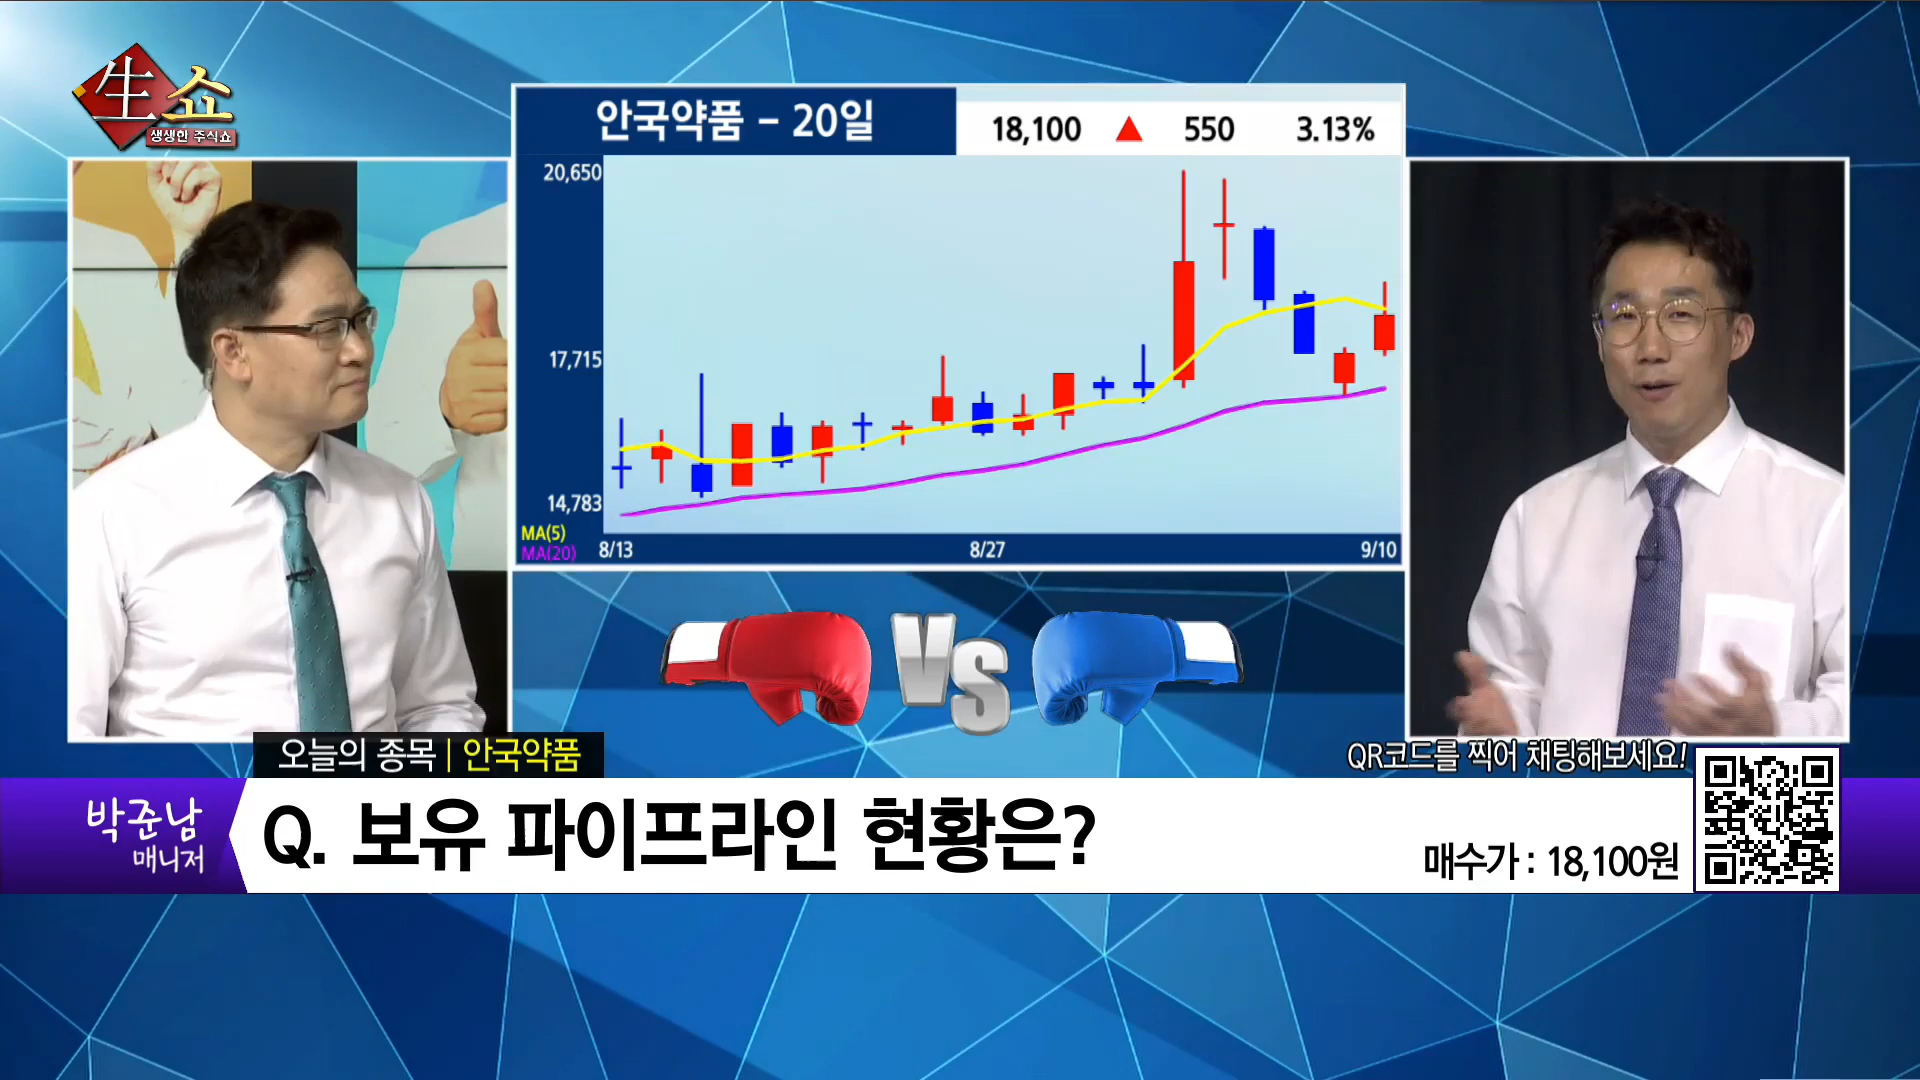 生쇼
생생한 주식쇼
안국약품 - 20일
18,100 ▲ 550 3.13%
20,650
17,715
14,783
MA(5)
MA(20)
8/13 8/27 9/10
Vs
오늘의 종목 | 안국약품
QR코드를 찍어 채팅해보세요!
박준남
매니저
Q. 보유 파이프라인 현황은?
매수가 : 18,100원